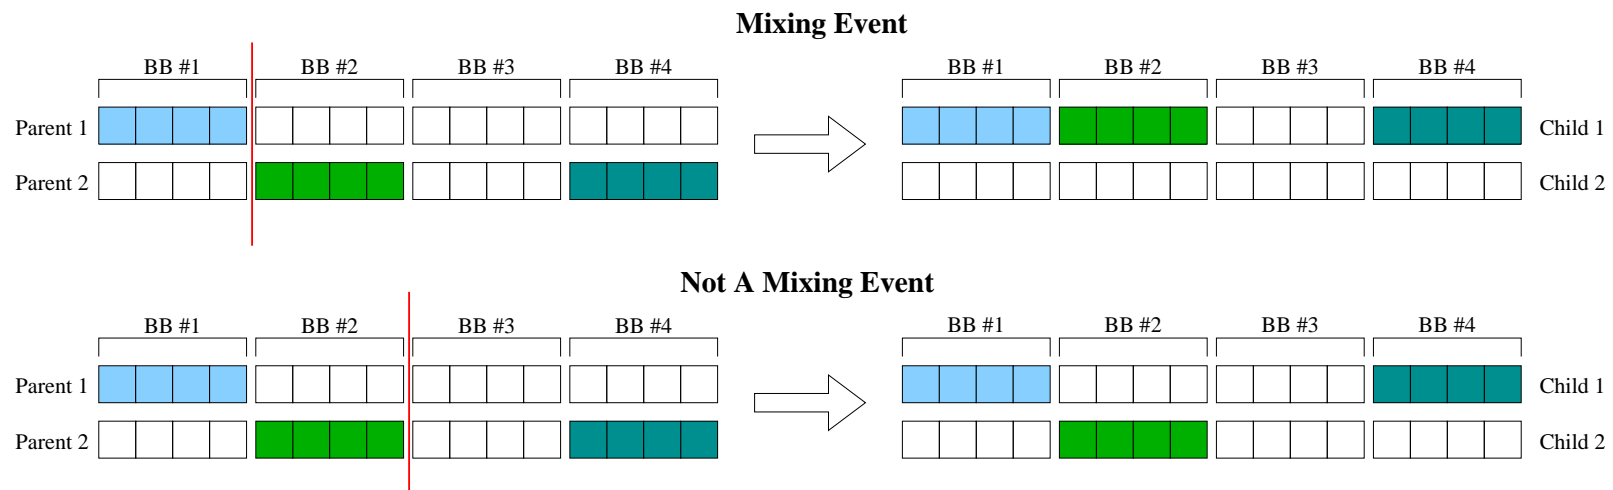 Mixing Event
BB #1 BB #2 BB #3 BB #4 BB #1 BB #2 BB #3 BB #4
Parent 1 Child 1
Parent 2 Child 2
Not A Mixing Event
BB #1 BB #2 BB #3 BB #4 BB #1 BB #2 BB #3 BB #4
Parent 1 Child 1
Parent 2 Child 2